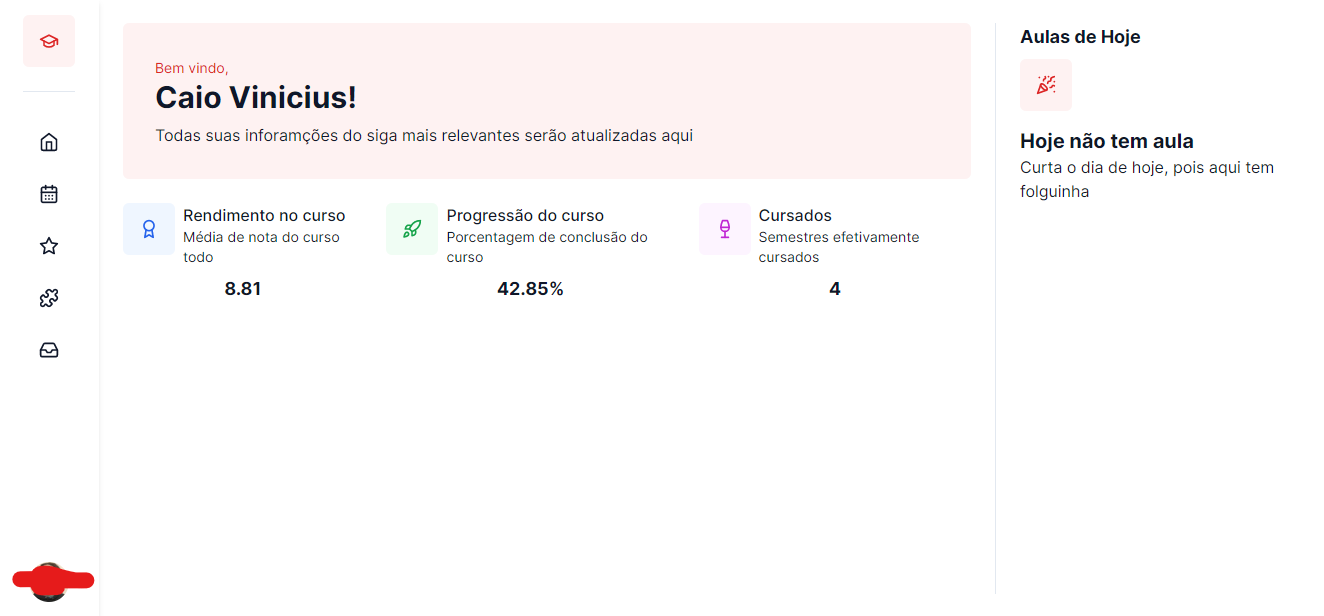 Bem vindo,
Caio Vinicius!
Todas suas inforamções do siga mais relevantes serão atualizadas aqui
Rendimento no curso
Média de nota do curso
todo
8.81
Progressão do curso
Porcentagem de conclusão do
curso
42.85%
Cursados
Semestres efetivamente
cursados
4
Aulas de Hoje
Hoje não tem aula
Curta o dia de hoje, pois aqui tem
folguinha